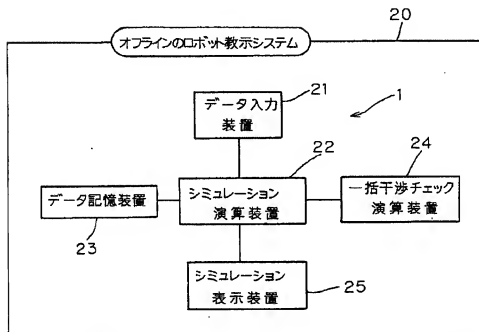 オフラインのロボット教示システム
20
21
1
データ入力
装置
22
24
シミュレーション
演算装置
一括干渉チェック
演算装置
データ記憶装置
23
シミュレーション
表示装置
25